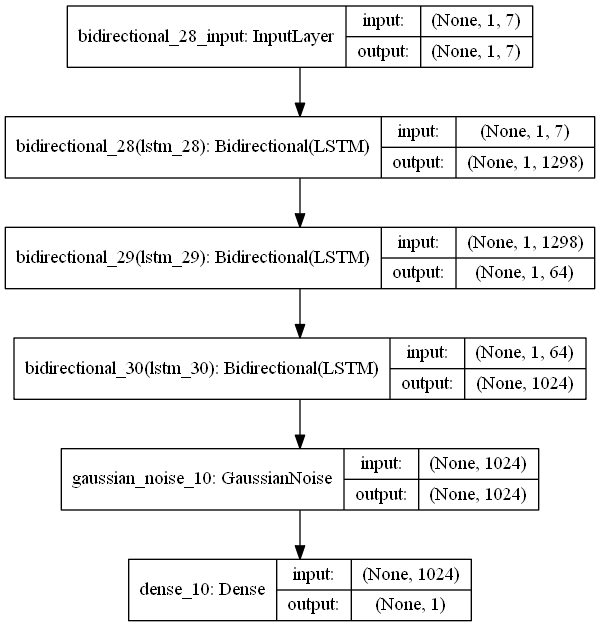 bidirectional_28_input: InputLayer
input: (None, 1, 7)
output: (None, 1, 7)
bidirectional_28(lstm_28): Bidirectional(LSTM)
input: (None, 1, 7)
output: (None, 1, 1298)
bidirectional_29(lstm_29): Bidirectional(LSTM)
input: (None, 1, 1298)
output: (None, 1, 64)
bidirectional_30(lstm_30): Bidirectional(LSTM)
input: (None, 1, 64)
output: (None, 1024)
gaussian_noise_10: GaussianNoise
input: (None, 1024)
output: (None, 1024)
dense_10: Dense
input: (None, 1024)
output: (None, 1)